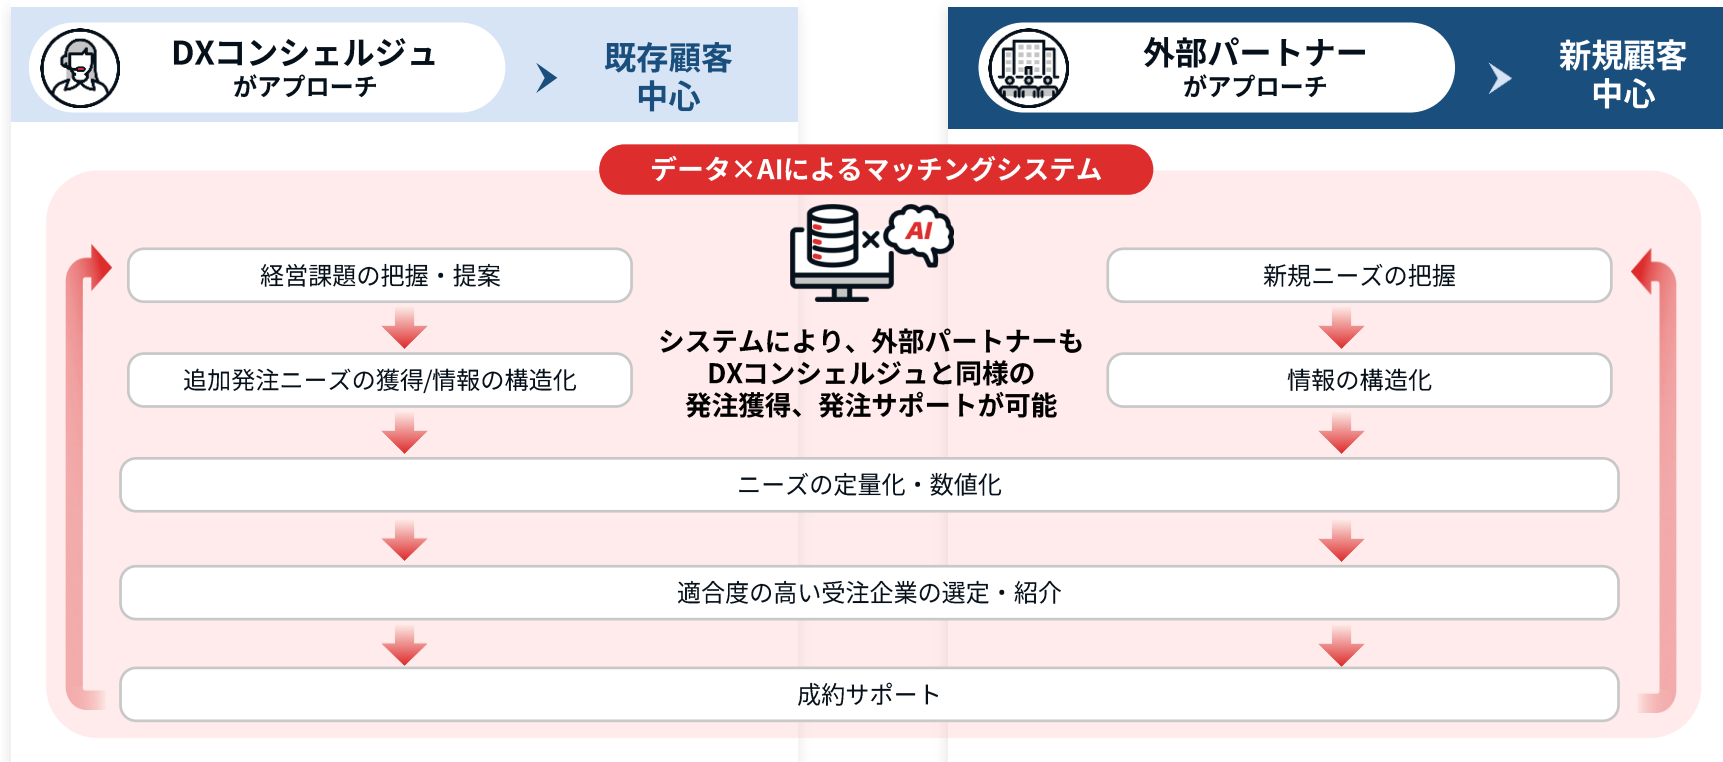 DXコンシェルジュ
がアプローチ
既存顧客
中心
外部パートナー
がアプローチ
新規顧客
中心
データ×AIによるマッチングシステム
AI
経営課題の把握・提案
新規ニーズの把握
システムにより、外部パートナーも
DXコンシェルジュと同様の
発注獲得、発注サポートが可能
追加発注ニーズの獲得/情報の構造化
情報の構造化
ニーズの定量化・数値化
適合度の高い受注企業の選定・紹介
成約サポート